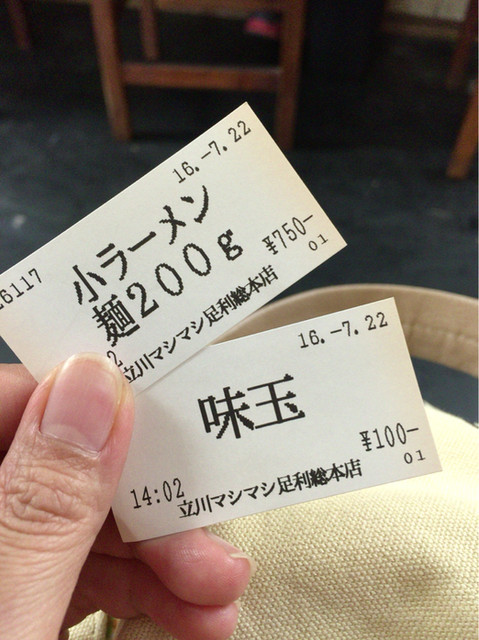 16.-7.22
小ラーメン
麺200g
¥750-
01
6117
立川マシマシ足利総本店
16.-7.22
味玉
¥100-
01
14:02
立川マシマシ足利総本店